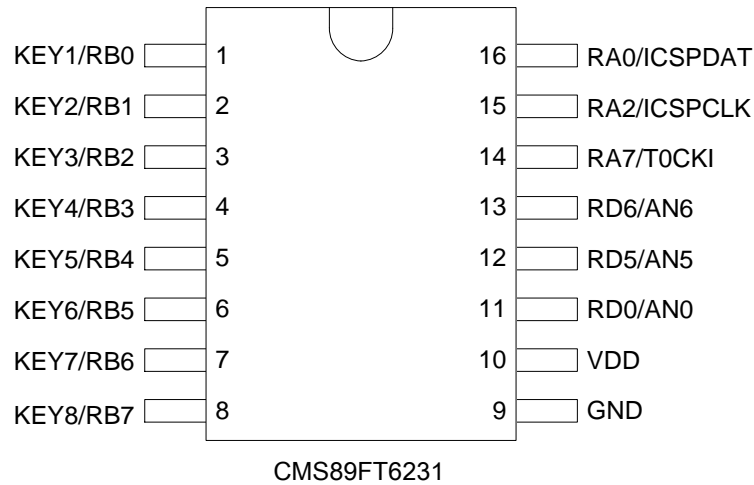 KEY1/RB0 1 16 RA0/ICSPDAT
KEY2/RB1 2 15 RA2/ICSPCLK
KEY3/RB2 3 14 RA7/T0CKI
KEY4/RB3 4 13 RD6/AN6
KEY5/RB4 5 12 RD5/AN5
KEY6/RB5 6 11 RD0/AN0
KEY7/RB6 7 10 VDD
KEY8/RB7 8 9 GND
CMS89FT6231